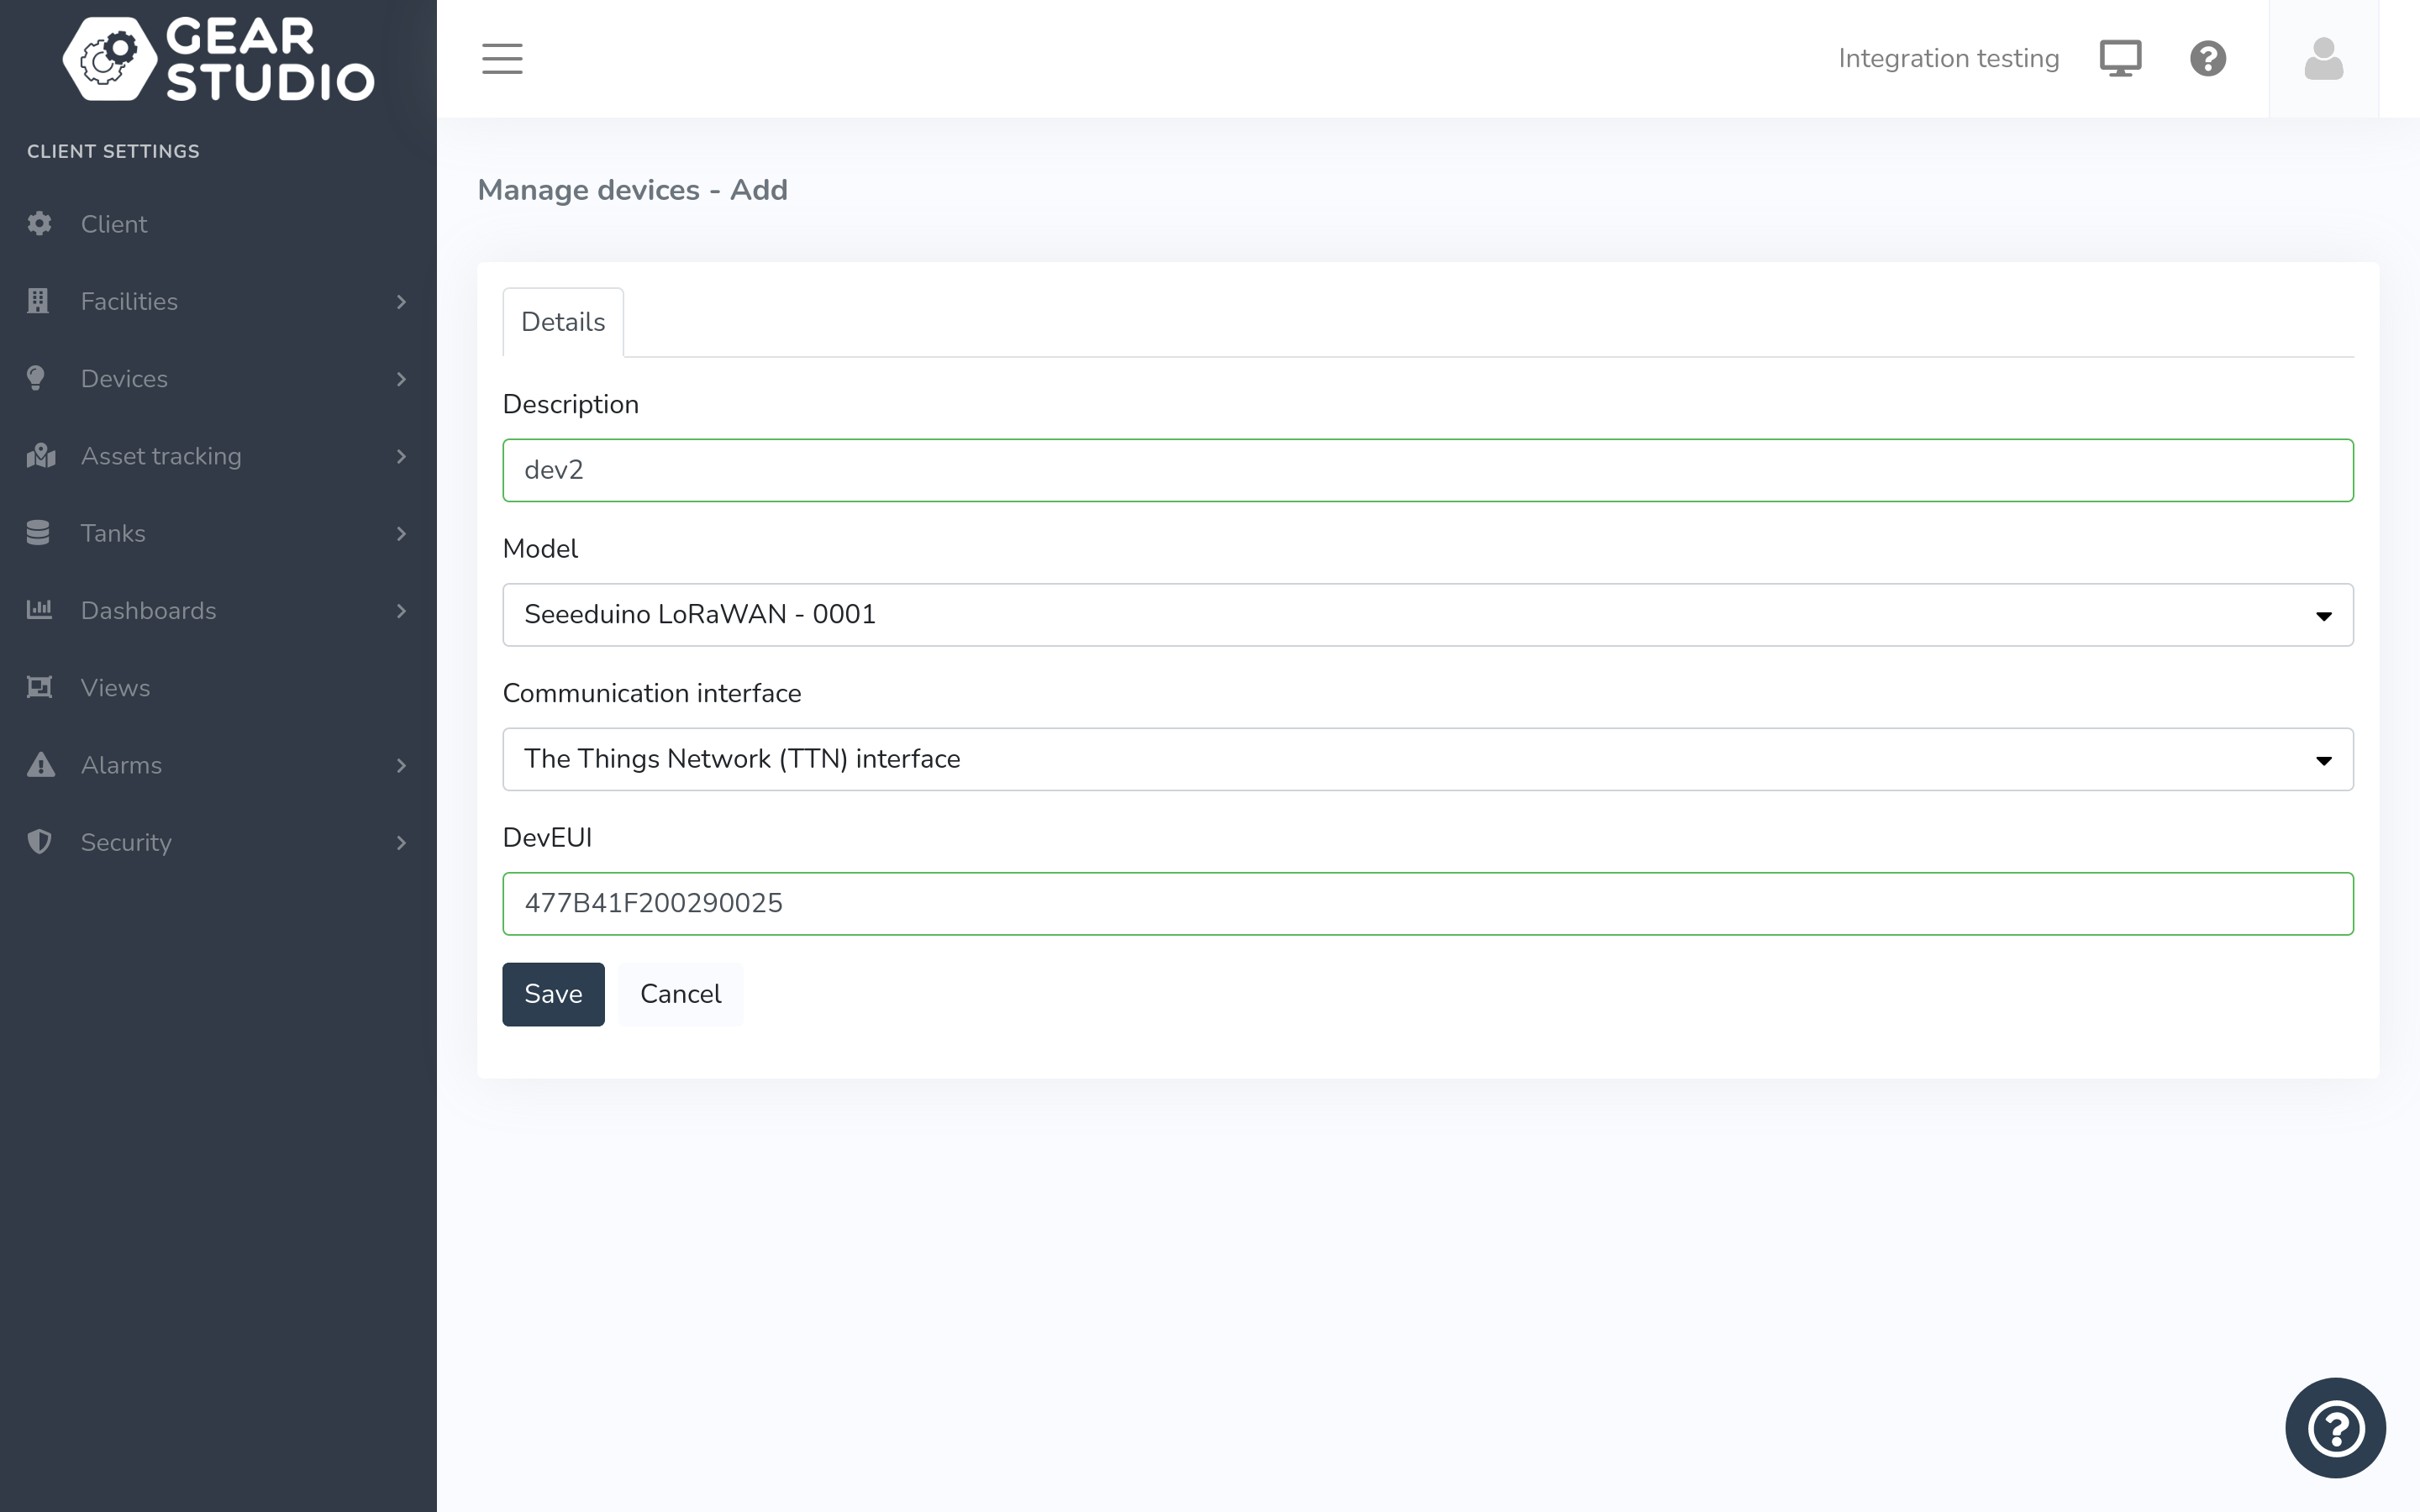 GEAR
STUDIO
Integration testing
CLIENT SETTINGS
Client
Facilities
Devices
Asset tracking
Tanks
Dashboards
Views
Alarms
Security
Manage devices - Add
Details
Description
dev2
Model
Seeeduino LoRaWAN - 0001
Communication interface
The Things Network (TTN) interface
DevEUI
477B41F200290025
Save Cancel